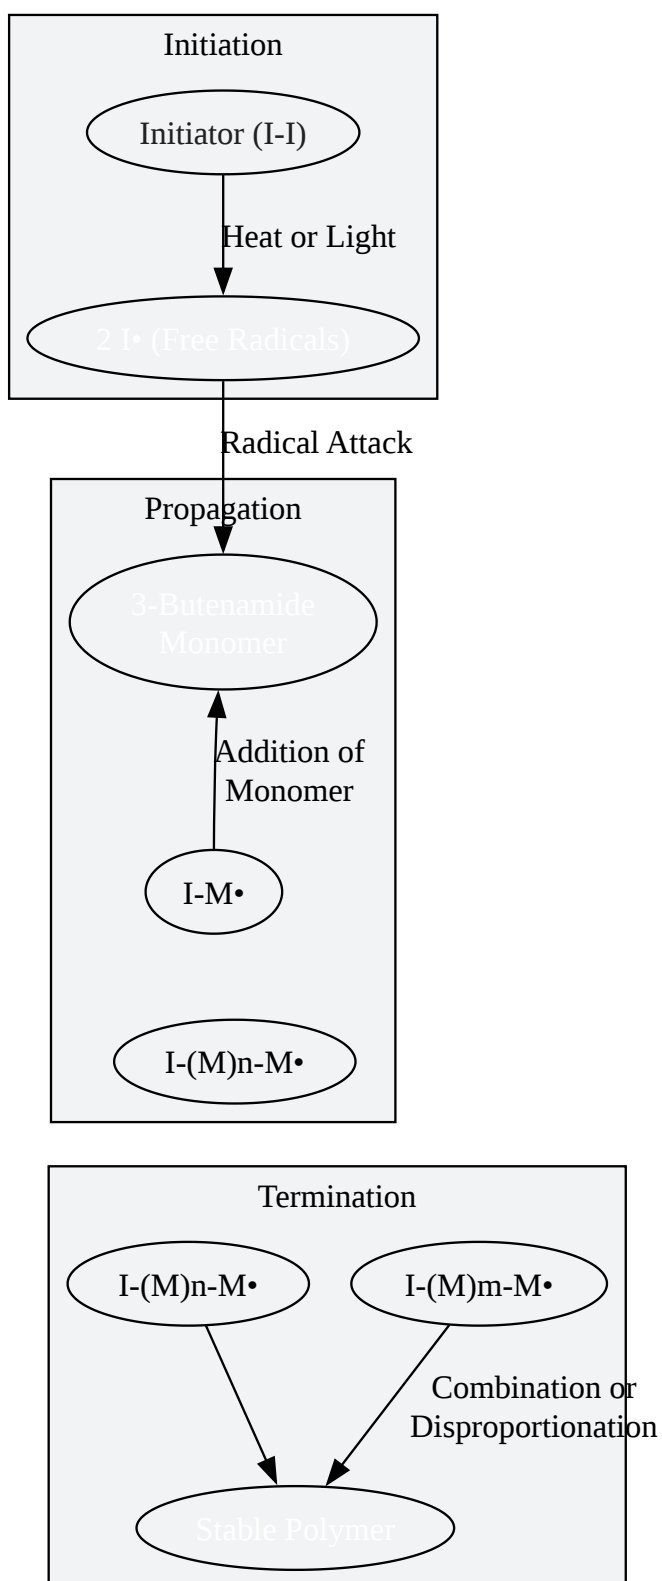 Initiation
Initiator (I-I)
Heat or Light
2 I• (Free Radicals)
Radical Attack
Propagation
3-Butenamide
Monomer
Addition of
Monomer
I-M•
I-(M)n-M•
Termination
I-(M)n-M•
I-(M)m-M•
Combination or
Disproportionation
Stable Polymer